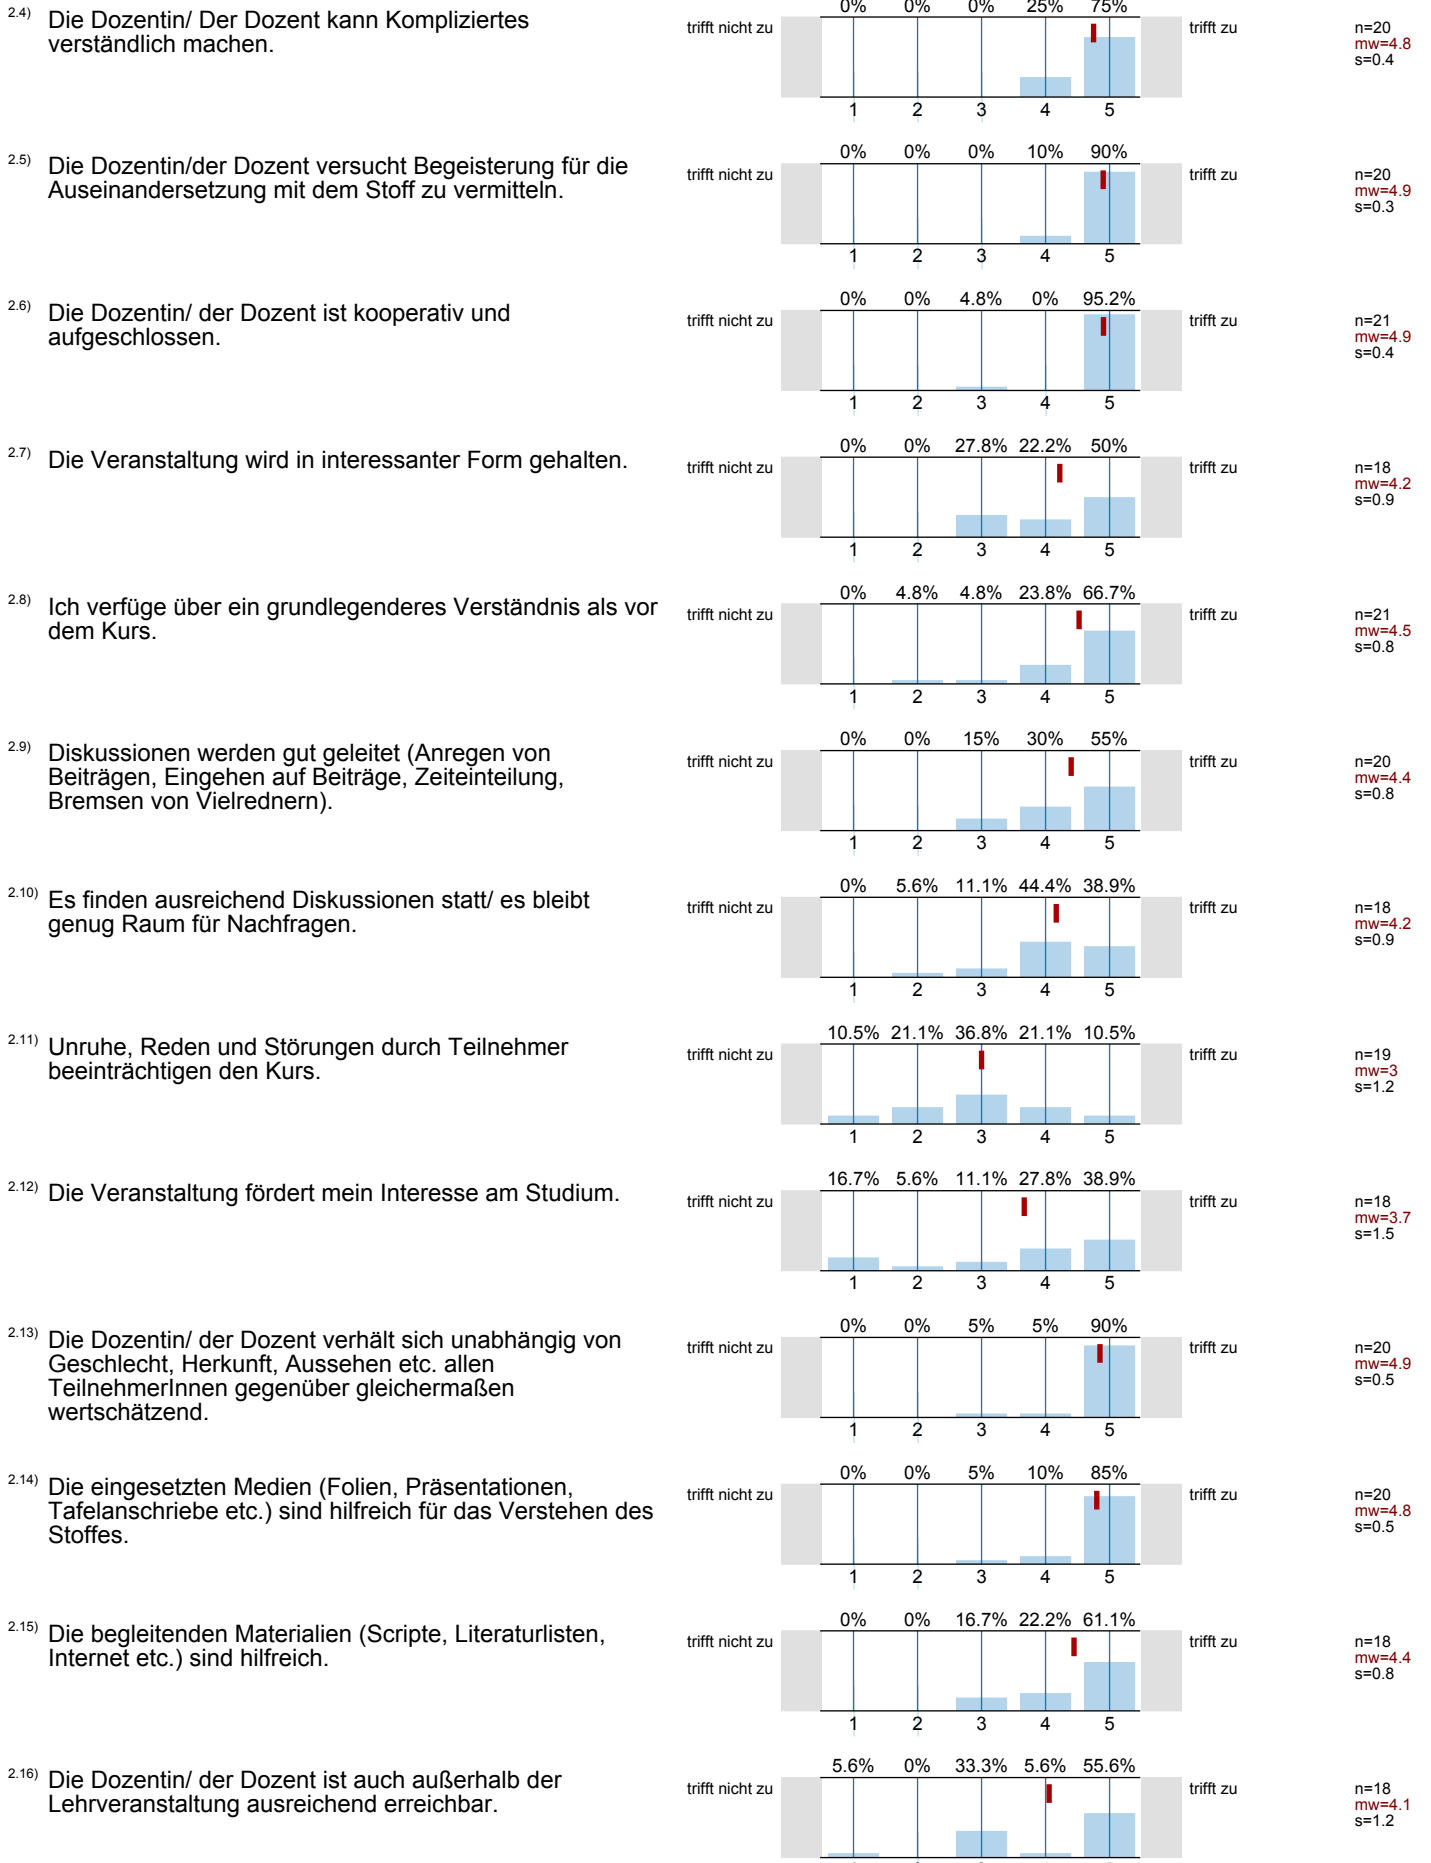 2.4) Die Dozentin/ Der Dozent kann Kompliziertes
verständlich machen.
trifft nicht zu
0% 0% 0% 25% 75%
1 2 3 4 5
trifft zu
n=20
mw=4.8
s=0.4
2.5) Die Dozentin/der Dozent versucht Begeisterung für die
Auseinandersetzung mit dem Stoff zu vermitteln.
trifft nicht zu
0% 0% 0% 10% 90%
1 2 3 4 5
trifft zu
n=20
mw=4.9
s=0.3
2.6) Die Dozentin/ der Dozent ist kooperativ und
aufgeschlossen.
trifft nicht zu
0% 0% 4.8% 0% 95.2%
1 2 3 4 5
trifft zu
n=21
mw=4.9
s=0.4
2.7) Die Veranstaltung wird in interessanter Form gehalten.
trifft nicht zu
0% 0% 27.8% 22.2% 50%
1 2 3 4 5
trifft zu
n=18
mw=4.2
s=0.9
2.8) Ich verfüge über ein grundlegenderes Verständnis als vor
dem Kurs.
trifft nicht zu
0% 4.8% 4.8% 23.8% 66.7%
1 2 3 4 5
trifft zu
n=21
mw=4.5
s=0.8
2.9) Diskussionen werden gut geleitet (Anregen von
Beiträgen, Eingehen auf Beiträge, Zeiteinteilung,
Bremsen von Vielrednern).
trifft nicht zu
0% 0% 15% 30% 55%
1 2 3 4 5
trifft zu
n=20
mw=4.4
s=0.8
2.10) Es finden ausreichend Diskussionen statt/ es bleibt
genug Raum für Nachfragen.
trifft nicht zu
0% 5.6% 11.1% 44.4% 38.9%
1 2 3 4 5
trifft zu
n=18
mw=4.2
s=0.9
2.11) Unruhe, Reden und Störungen durch Teilnehmer
beeinträchtigen den Kurs.
trifft nicht zu
10.5% 21.1% 36.8% 21.1% 10.5%
1 2 3 4 5
trifft zu
n=19
mw=3
s=1.2
2.12) Die Veranstaltung fördert mein Interesse am Studium.
trifft nicht zu
16.7% 5.6% 11.1% 27.8% 38.9%
1 2 3 4 5
trifft zu
n=18
mw=3.7
s=1.5
2.13) Die Dozentin/ der Dozent verhält sich unabhängig von
Geschlecht, Herkunft, Aussehen etc. allen
TeilnehmerInnen gegenüber gleichermaßen
wertschätzend.
trifft nicht zu
0% 0% 5% 5% 90%
1 2 3 4 5
trifft zu
n=20
mw=4.9
s=0.5
2.14) Die eingesetzten Medien (Folien, Präsentationen,
Tafelanschriebe etc.) sind hilfreich für das Verstehen des
Stoffes.
trifft nicht zu
0% 0% 5% 10% 85%
1 2 3 4 5
trifft zu
n=20
mw=4.8
s=0.5
2.15) Die begleitenden Materialien (Scripte, Literaturlisten,
Internet etc.) sind hilfreich.
trifft nicht zu
0% 0% 16.7% 22.2% 61.1%
1 2 3 4 5
trifft zu
n=18
mw=4.4
s=0.8
2.16) Die Dozentin/ der Dozent ist auch außerhalb der
Lehrveranstaltung ausreichend erreichbar.
trifft nicht zu
5.6% 0% 33.3% 5.6% 55.6%
trifft zu
n=18
mw=4.1
s=1.2